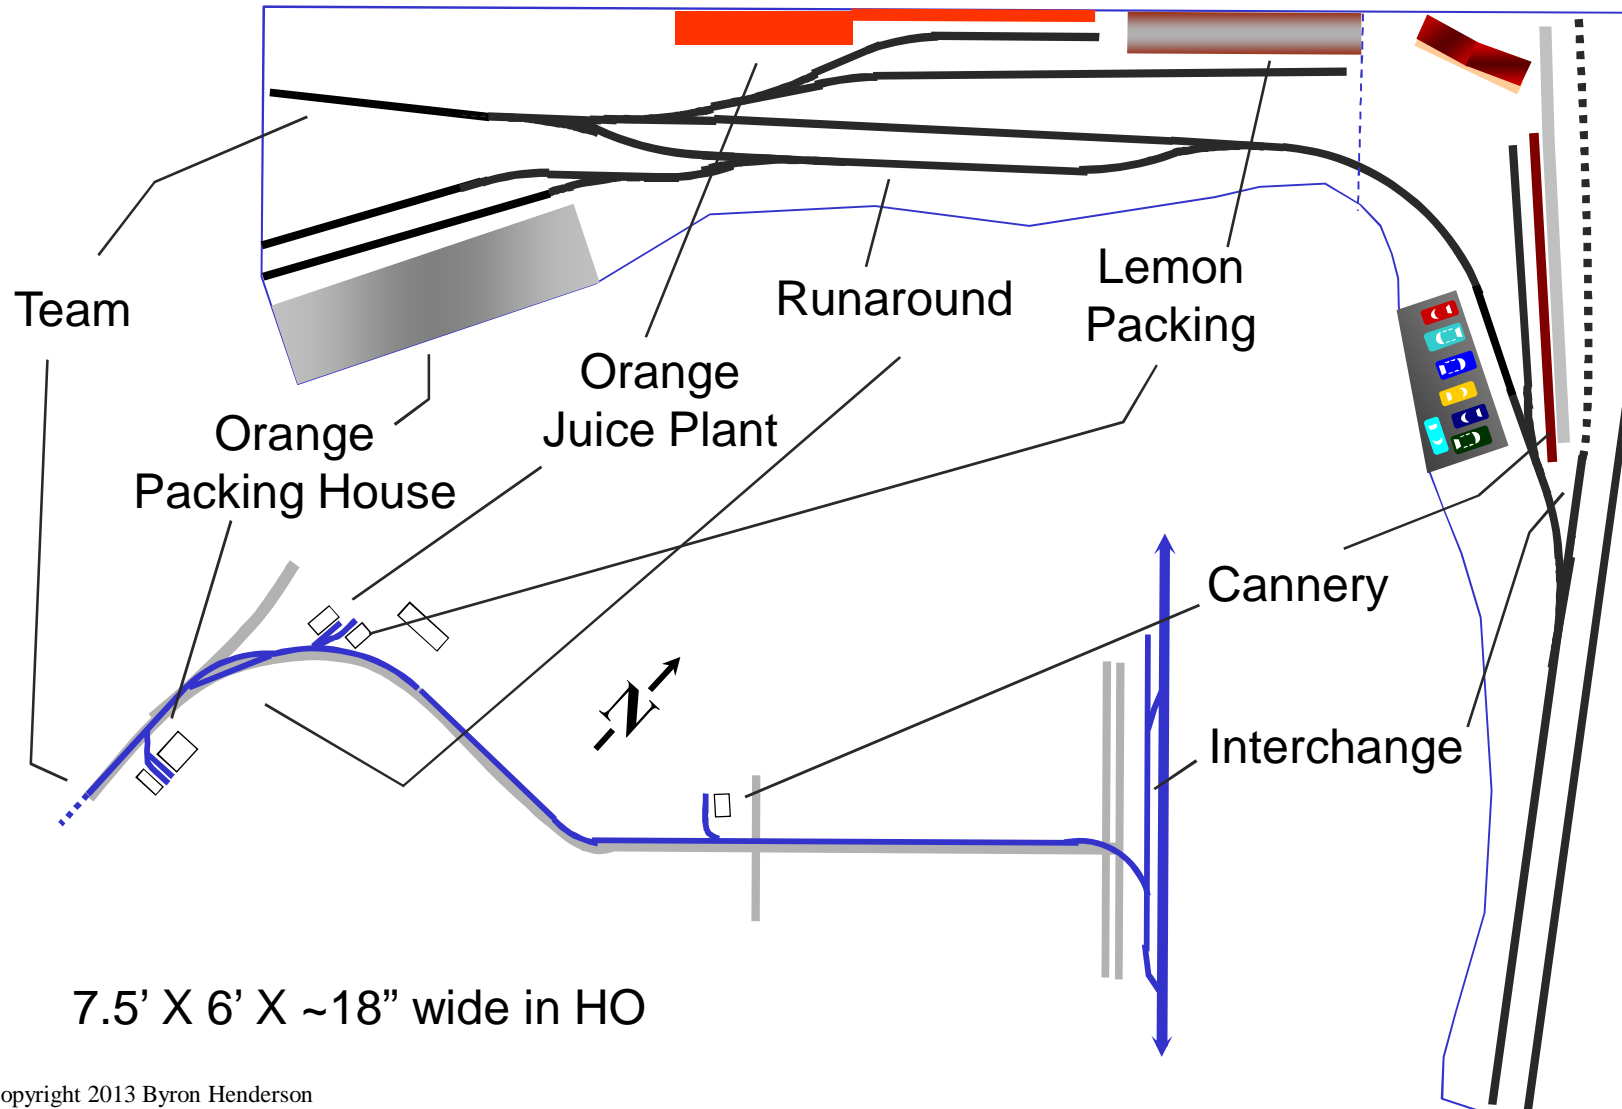 Team
Orange
Packing House
Orange
Juice Plant
Runaround
Lemon
Packing
Cannery
Interchange
N
7.5’ X 6’ X ~18” wide in HO
opyright 2013 Byron Henderson